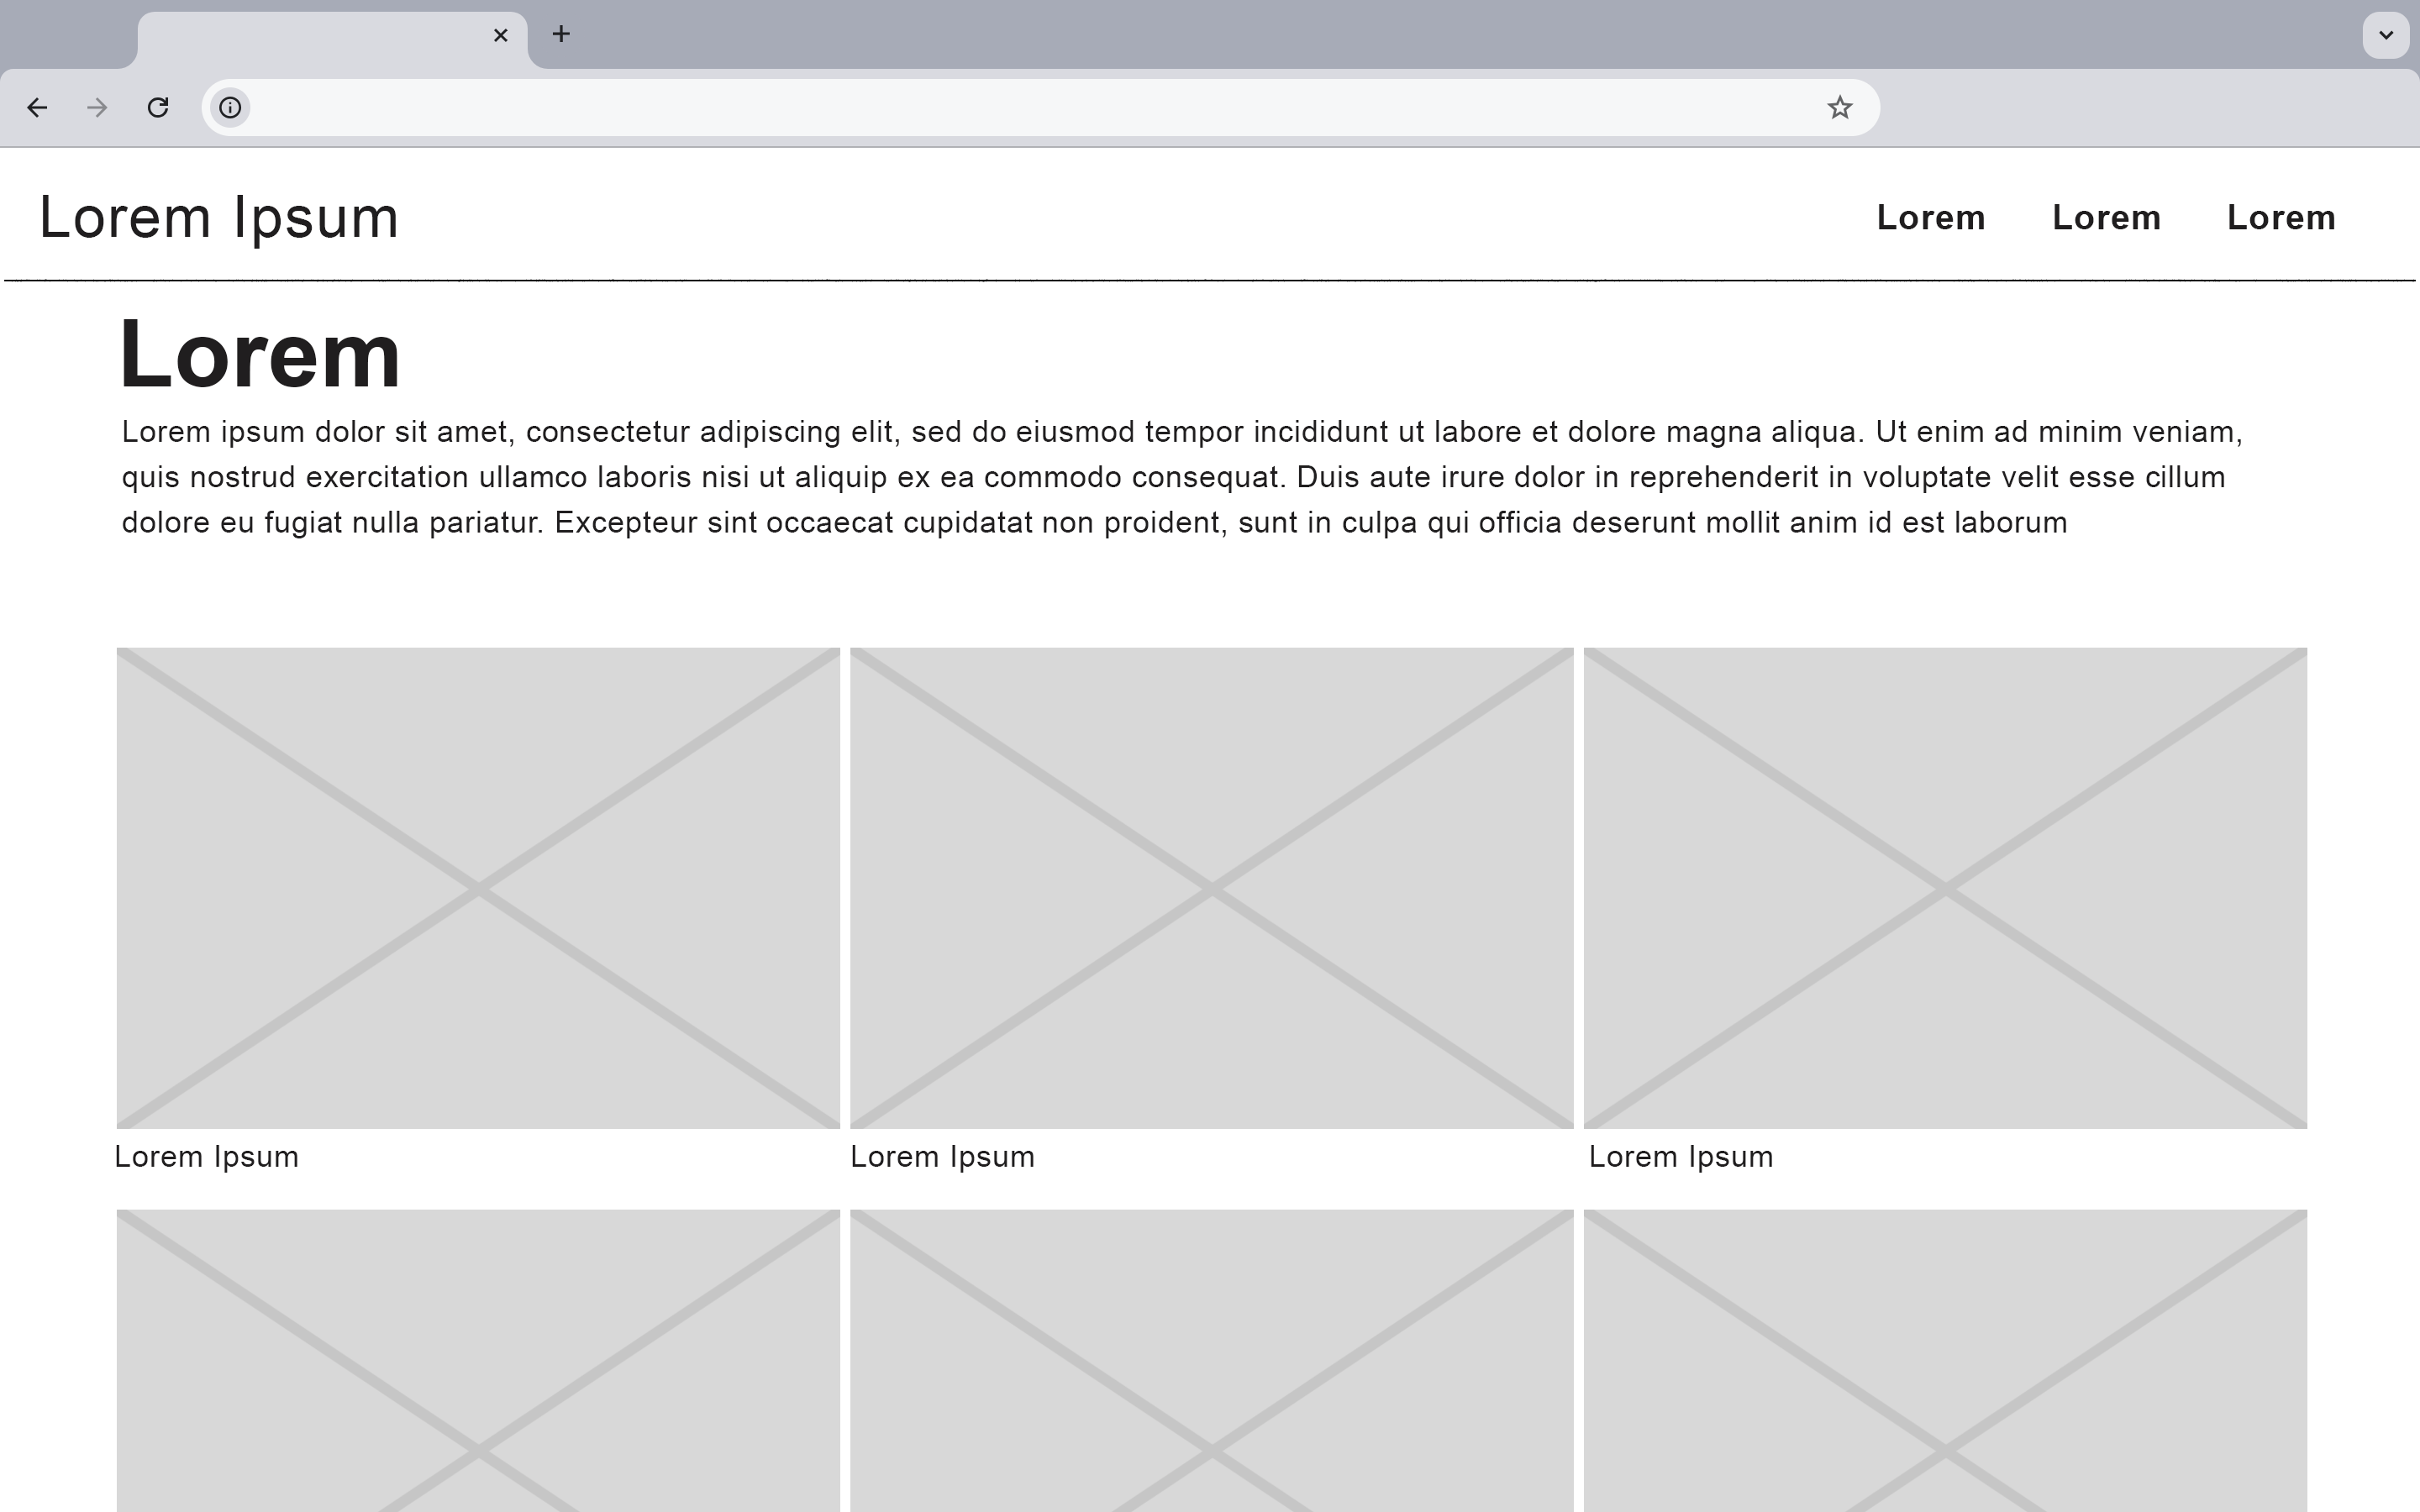 Lorem Ipsum
Lorem Lorem Lorem
Lorem
Lorem ipsum dolor sit amet, consectetur adipiscing elit, sed do eiusmod tempor incididunt ut labore et dolore magna aliqua. Ut enim ad minim veniam,
quis nostrud exercitation ullamco laboris nisi ut aliquip ex ea commodo consequat. Duis aute irure dolor in reprehenderit in voluptate velit esse cillum
dolore eu fugiat nulla pariatur. Excepteur sint occaecat cupidatat non proident, sunt in culpa qui officia deserunt mollit anim id est laborum
Lorem Ipsum
Lorem Ipsum
Lorem Ipsum